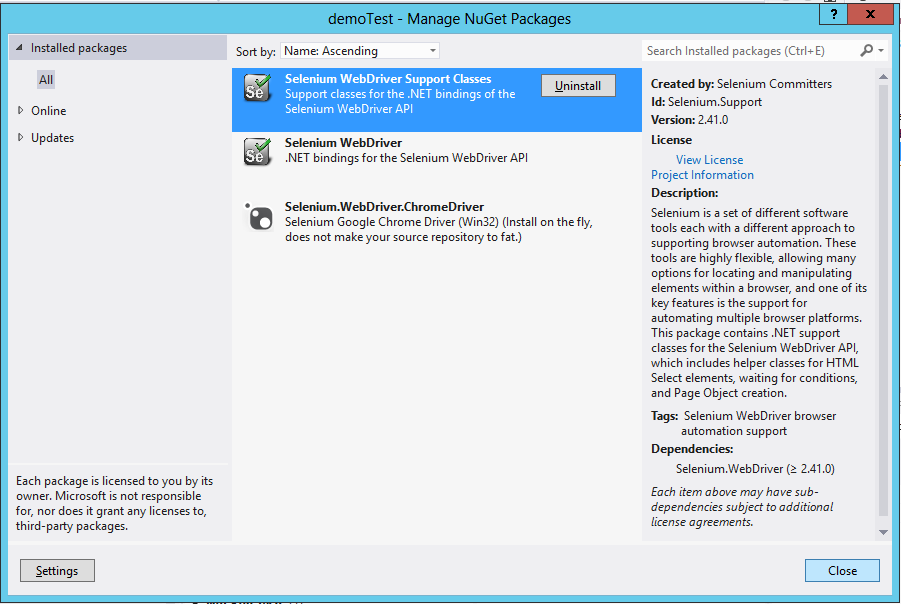 demoTest - Manage NuGet Packages
?
x
Installed packages
All
Online
Updates
Each package is licensed to you by its
owner. Microsoft is not responsible
for, nor does it grant any licenses to,
third-party packages.
Settings
Sort by: Name: Ascending
Se
Selenium WebDriver Support Classes
Support classes for the .NET bindings of the
Selenium WebDriver API
Uninstall
Se
Selenium WebDriver
.NET bindings for the Selenium WebDriver API
Selenium.WebDriver.ChromeDriver
Selenium Google Chrome Driver (Win32) (Install on the fly,
does not make your source repository to fat.)
Search Installed packages (Ctrl+E)
Created by: Selenium Committers
Id: Selenium.Support
Version: 2.41.0
License
View License
Project Information
Description:
Selenium is a set of different software
tools each with a different approach to
supporting browser automation. These
tools are highly flexible, allowing many
options for locating and manipulating
elements within a browser, and one of its
key features is the support for
automating multiple browser platforms.
This package contains .NET support
classes for the Selenium WebDriver API,
which includes helper classes for HTML
Select elements, waiting for conditions,
and Page Object creation.
Tags: Selenium WebDriver browser
automation support
Dependencies:
Selenium.WebDriver (≥ 2.41.0)
Each item above may have sub-
dependencies subject to additional
license agreements.
Close